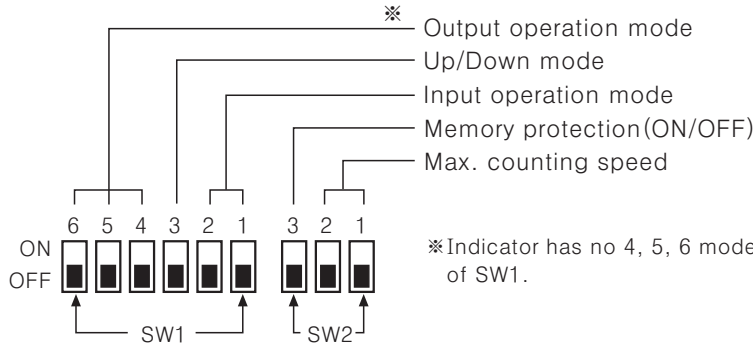 ※
Output operation mode
Up/Down mode
Input operation mode
Memory protection(ON/OFF)
Max. counting speed
6 5 4 3 2 1 3 2 1
ON
OFF
SW1 SW2
※Indicator has no 4, 5, 6 mode
of SW1.